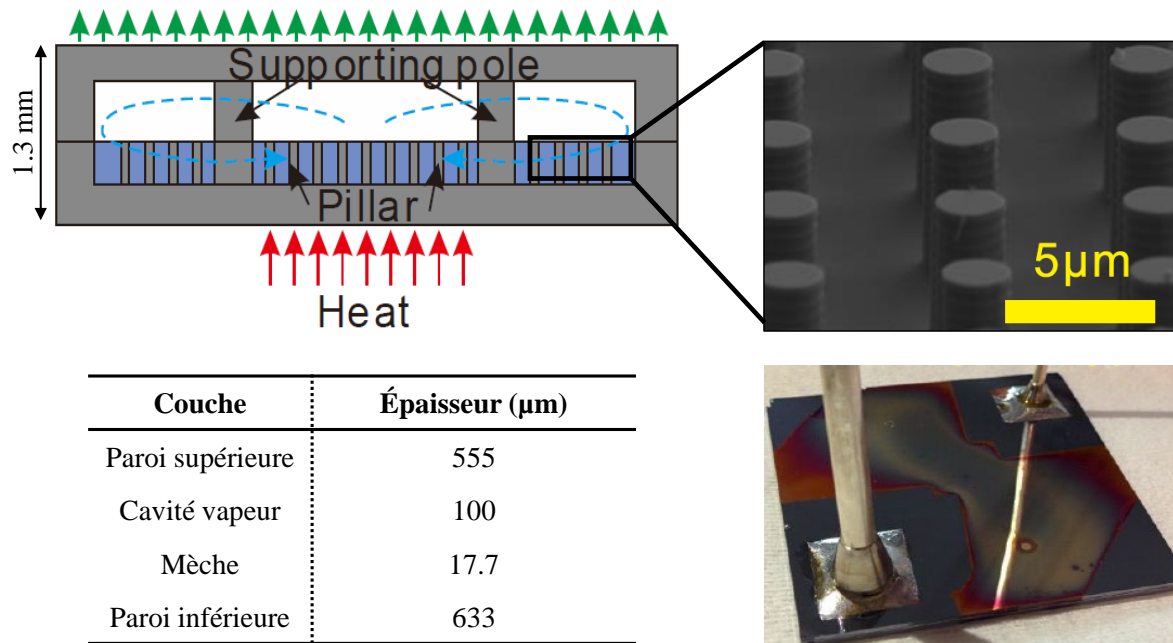 Supporting pole
1.3 mm
Pillar
Heat
5µm
Couche Épaisseur (µm)
Paroi supérieure 555
Cavité vapeur 100
Mèche 17.7
Paroi inférieure 633